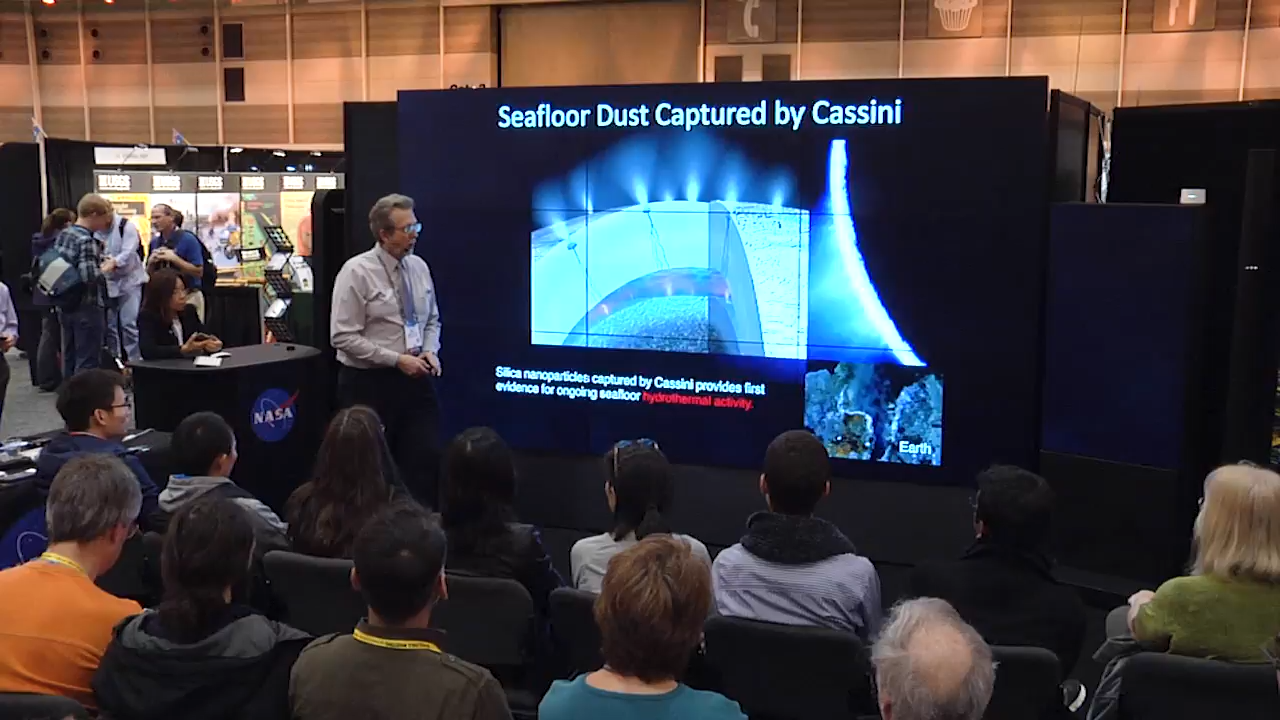 Seafloor Dust Captured by Cassini
Silica nanoparticles captured by Cassini provides first
evidence for ongoing seafloor hydrothermal activity.
Earth
NASA